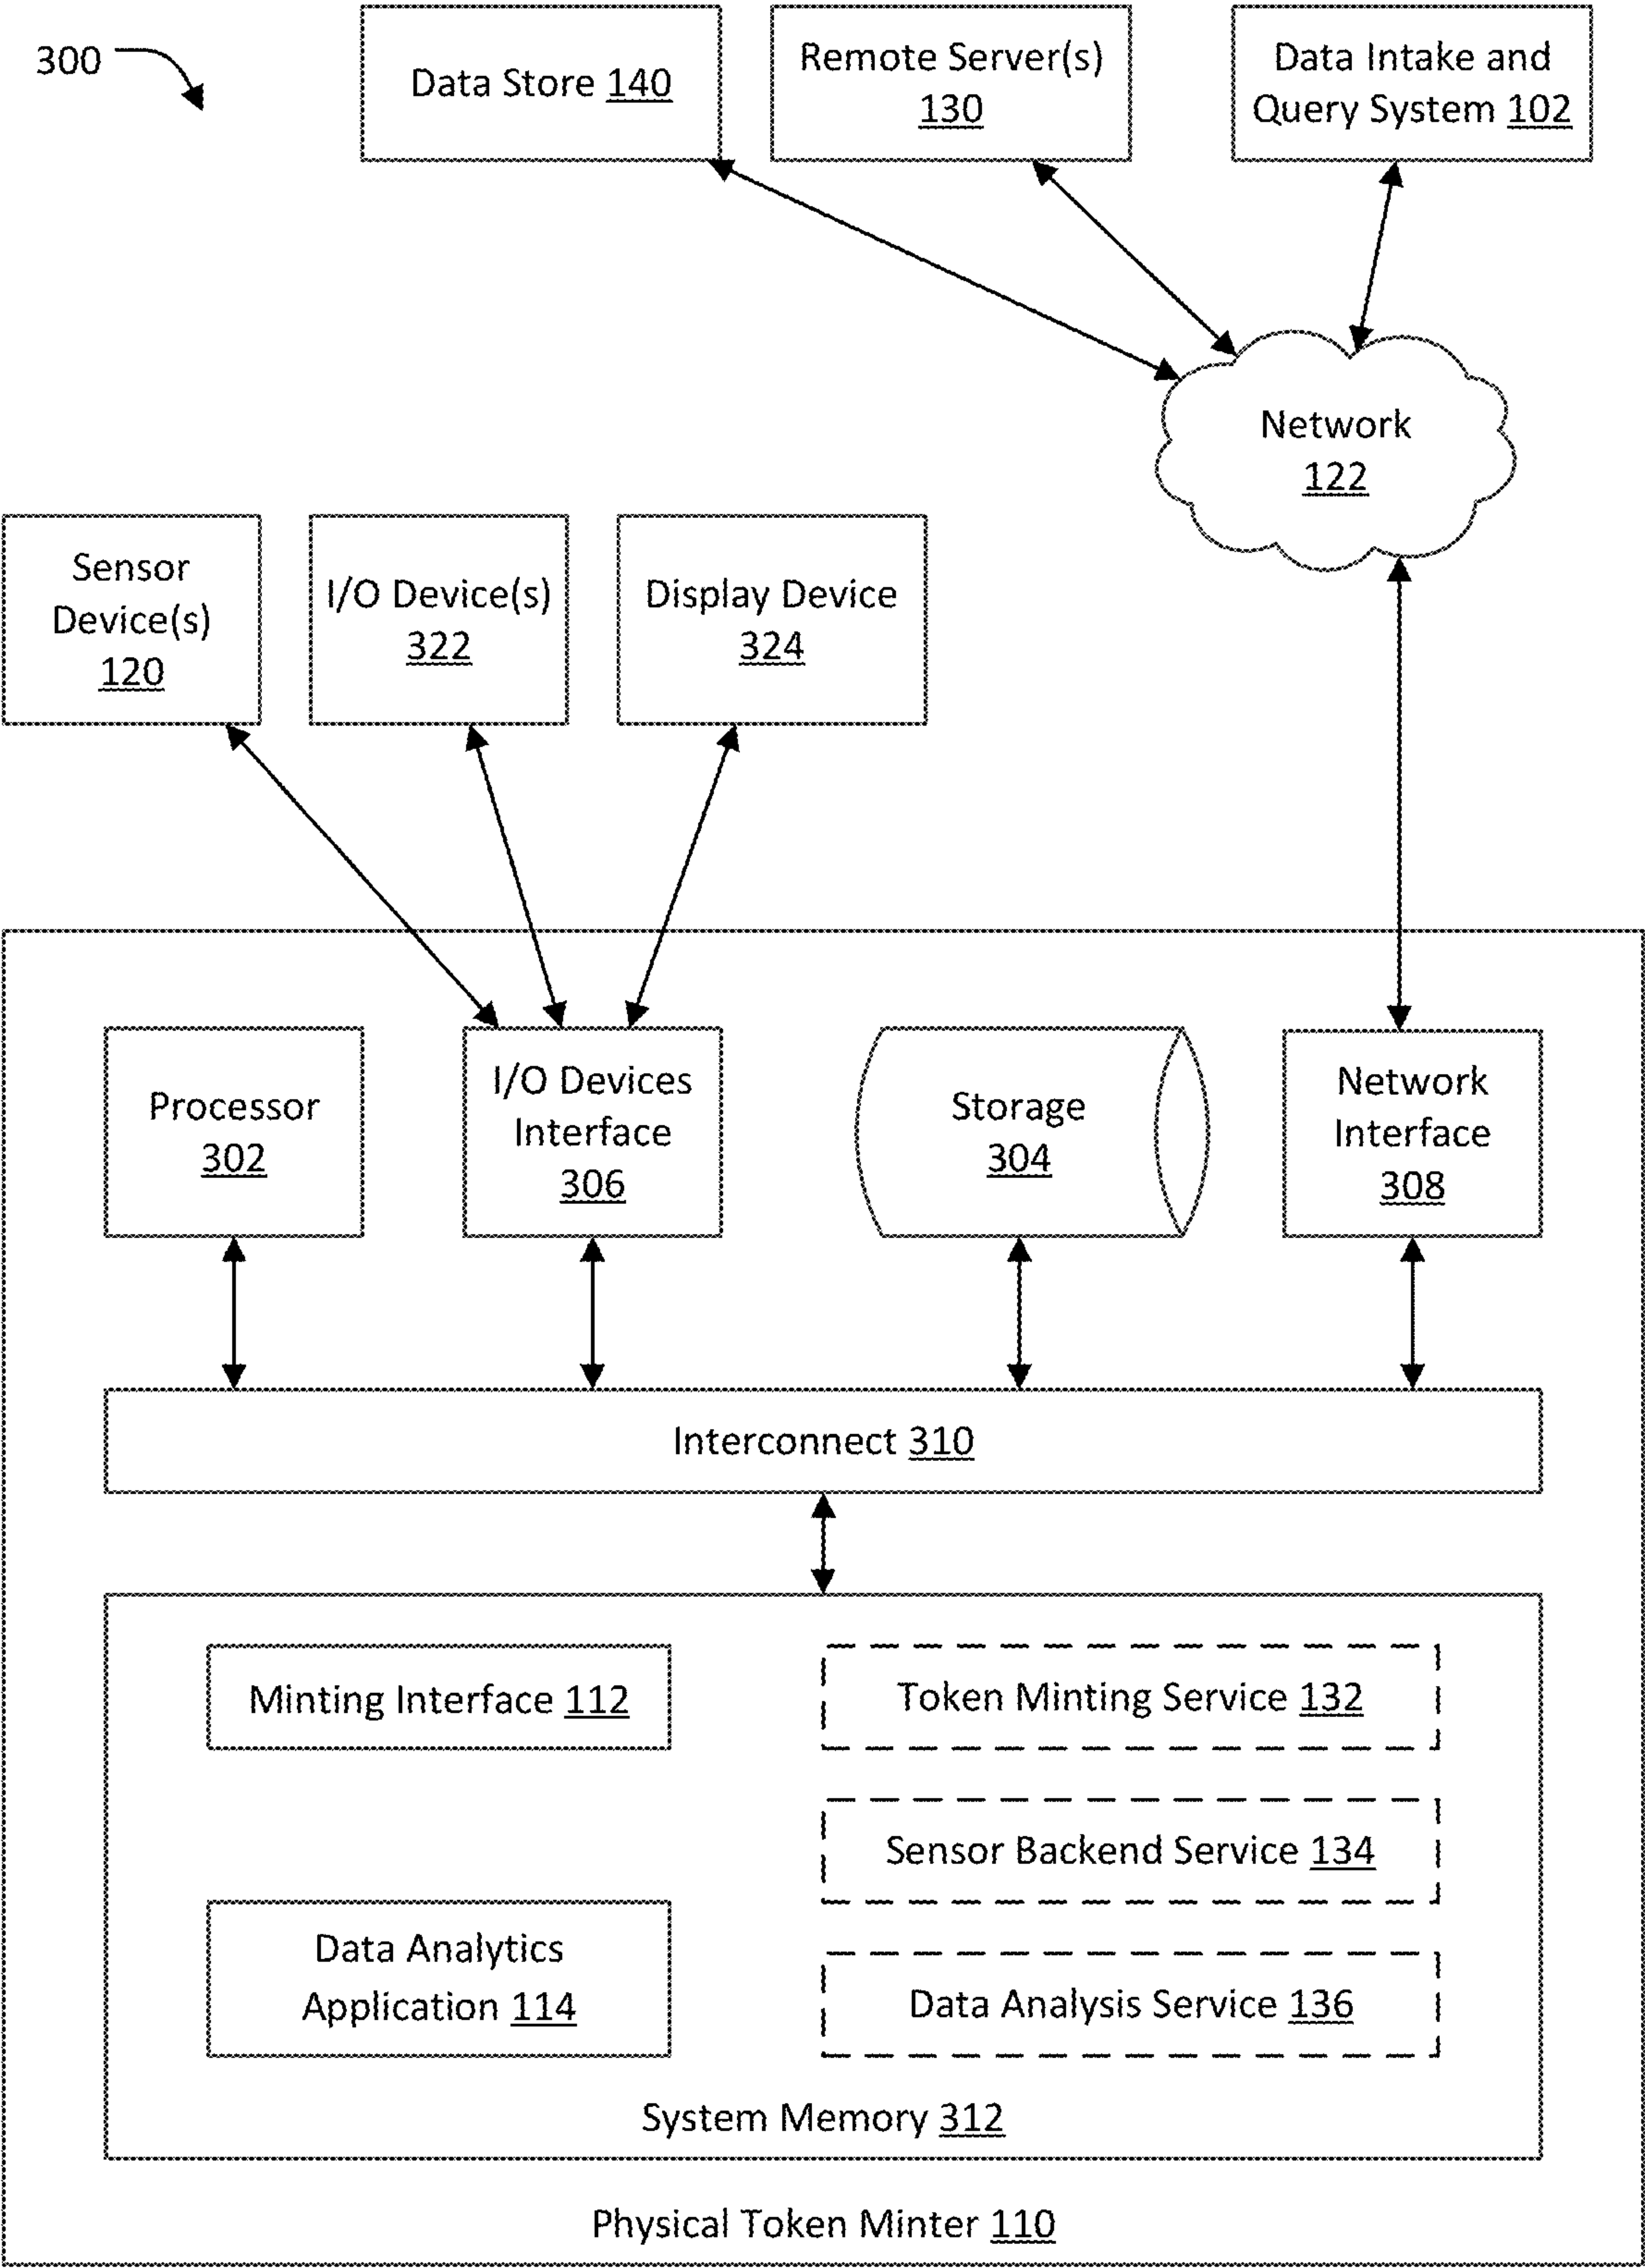 300
Data Store 140
Remote Server(s)
130
Data Intake and
Query System 102
Network
122
Sensor
Device(s)
120
I/O Device(s)
322
Display Device
324
Processor
302
I/O Devices
Interface
306
Storage
304
Network
Interface
308
Interconnect 310
Minting Interface 112
Token Minting Service 132
Sensor Backend Service 134
Data Analytics
Application 114
Data Analysis Service 136
System Memory 312
Physical Token Minter 110